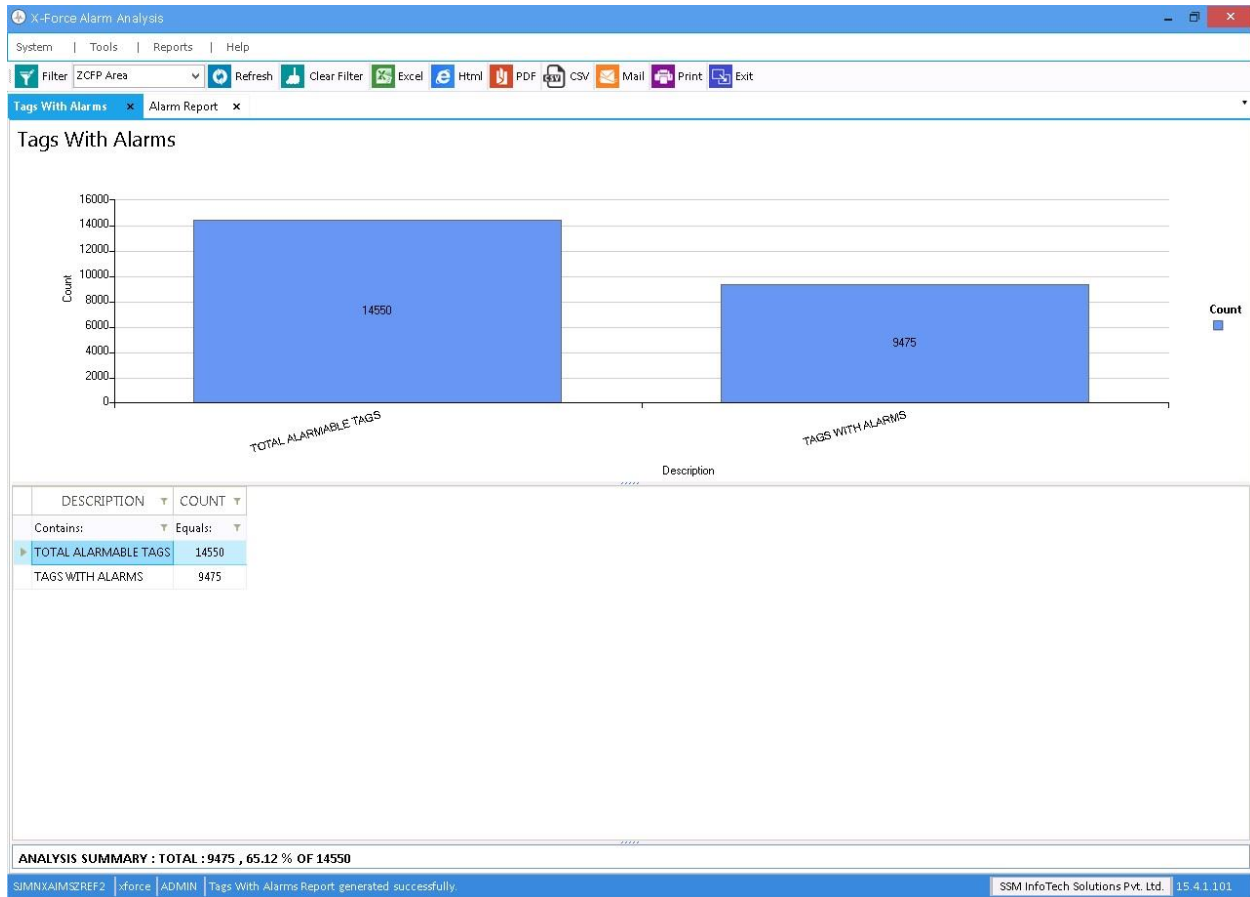 X-Force Alarm Analysis
System | Tools | Reports | Help
Filter ZCFP Area Refresh Clear Filter Excel Html PDF CSV Mail Print Exit
Tags With Alarms x Alarm Report x
Tags With Alarms
16000
14000
12000
10000
8000
6000
4000
2000
0
Count
14550
9475
Count
TOTAL ALARMABLE TAGS
TAGS WITH ALARMS
Description
DESCRIPTION COUNT
Contains: Equals:
TOTAL ALARMABLE TAGS 14550
TAGS WITH ALARMS 9475
ANALYSIS SUMMARY : TOTAL : 9475 , 65.12 % OF 14550
SJMNXAIMSZREF2 xforce ADMIN Tags With Alarms Report generated successfully. SSM InfoTech Solutions Pvt. Ltd. 15.4.1.101